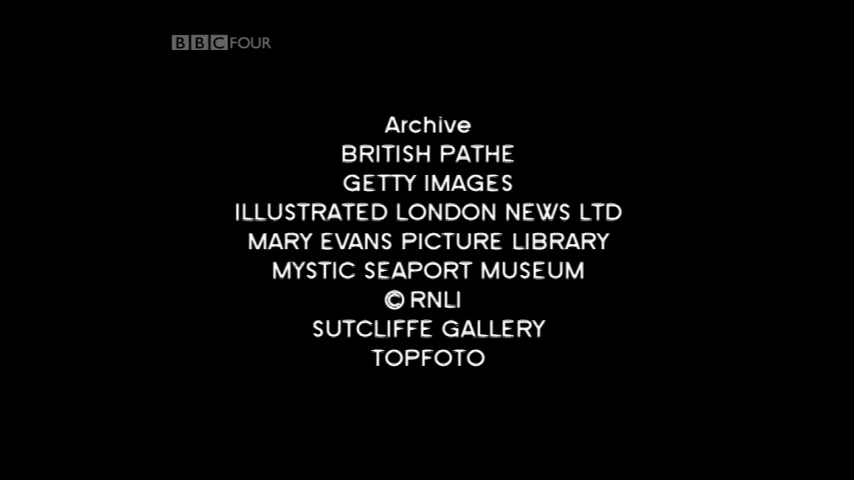 BBC FOUR
Archive
BRITISH PATHE
GETTY IMAGES
ILLUSTRATED LONDON NEWS LTD
MARY EVANS PICTURE LIBRARY
MYSTIC SEAPORT MUSEUM
© RNLI
SUTCLIFFE GALLERY
TOPFOTO